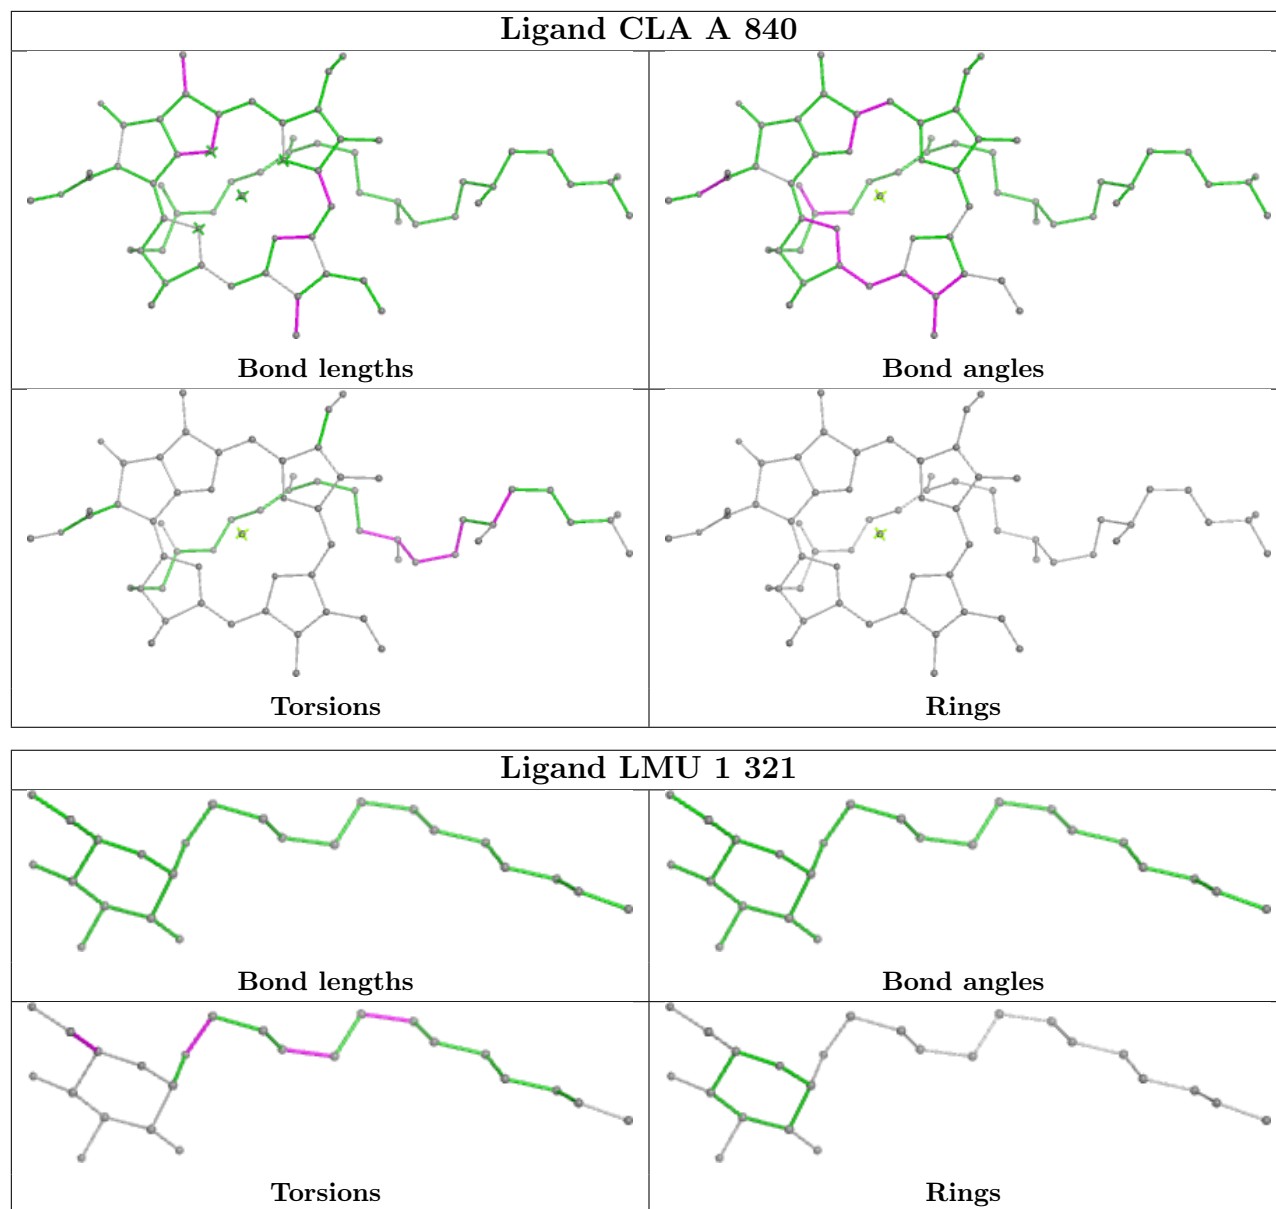 Ligand CLA A 840
Bond lengths
Bond angles
Torsions
Rings
Ligand LMU 1 321
Bond lengths
Bond angles
Torsions
Rings